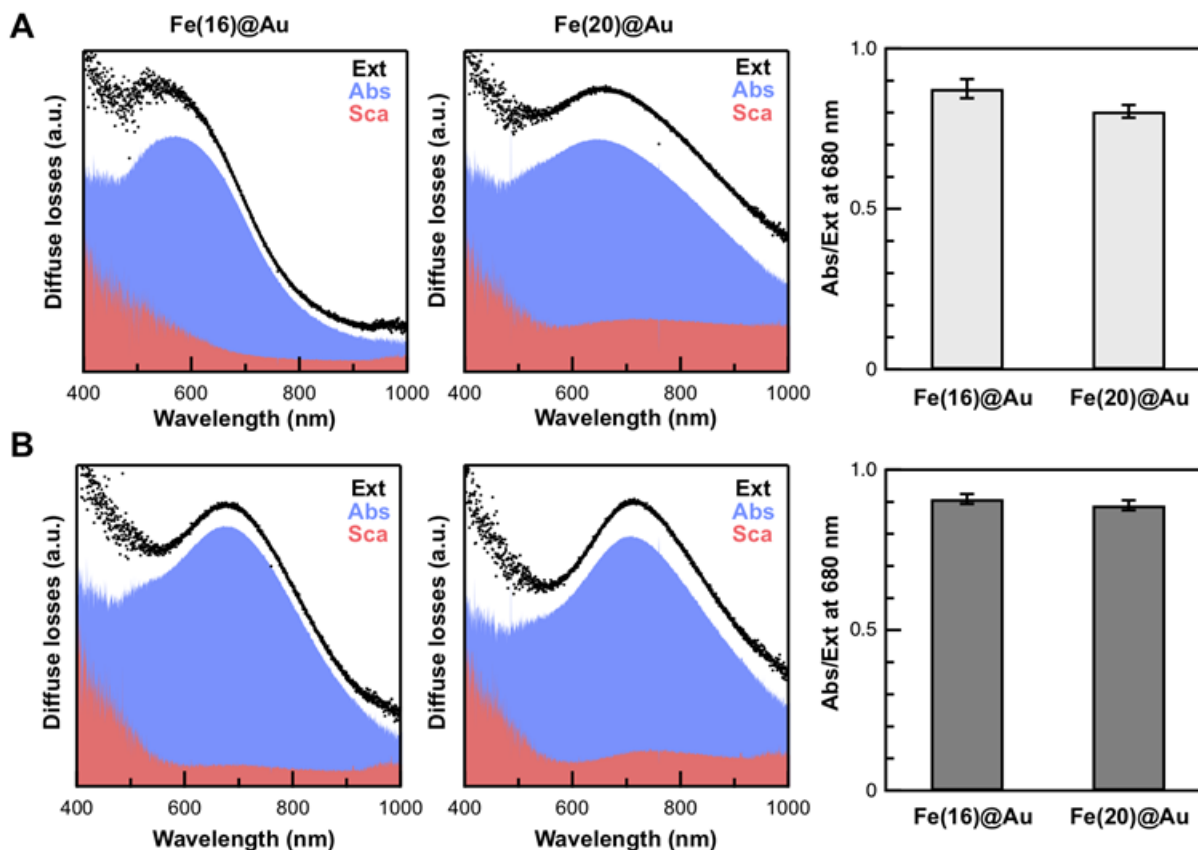 A
Fe(16)@Au
Fe(20)@Au
Diffuse losses (a.u.)
Ext
Abs
Sca
400 600 800 1000
Wavelength (nm)
Diffuse losses (a.u.)
Ext
Abs
Sca
400 600 800 1000
Wavelength (nm)
Abs/Ext at 680 nm
1.0
0.5
0
Fe(16)@Au Fe(20)@Au
B
Diffuse losses (a.u.)
Ext
Abs
Sca
400 600 800 1000
Wavelength (nm)
Diffuse losses (a.u.)
Ext
Abs
Sca
400 600 800 1000
Wavelength (nm)
Abs/Ext at 680 nm
1.0
0.5
0
Fe(16)@Au Fe(20)@Au